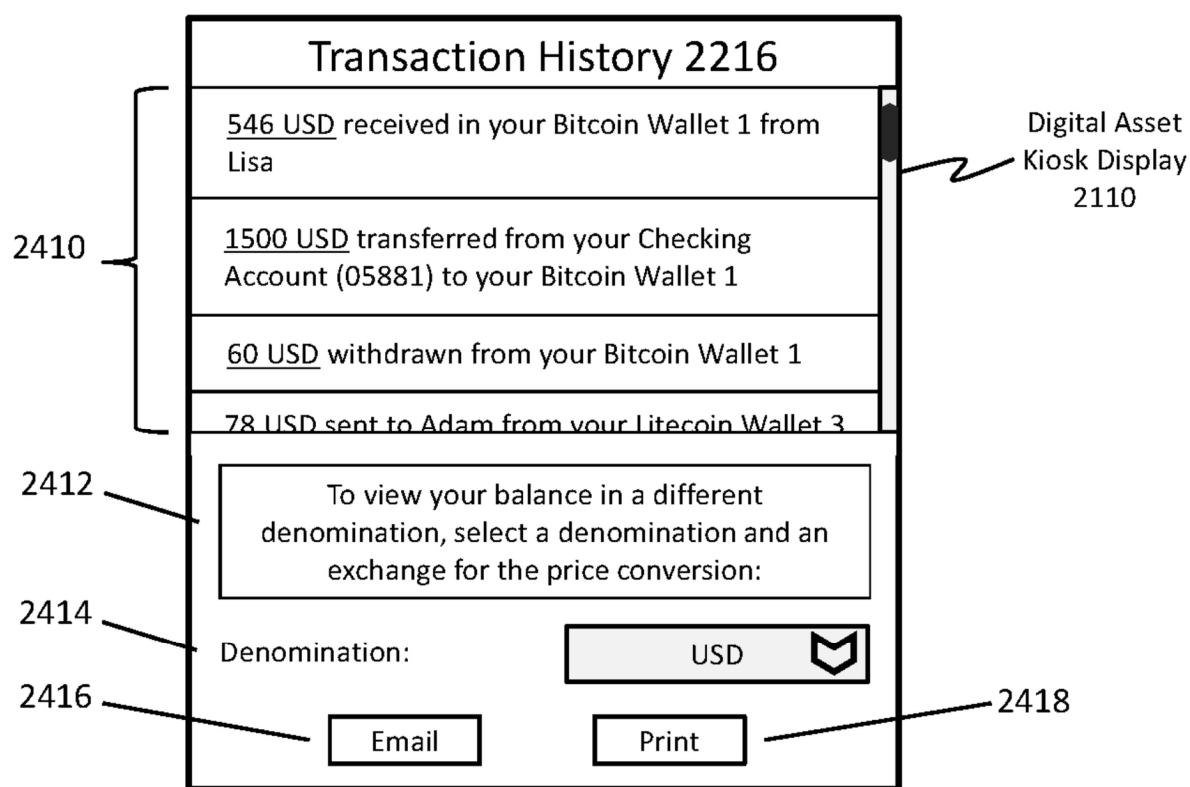 Transaction History 2216
546 USD received in your Bitcoin Wallet 1 from
Lisa
1500 USD transferred from your Checking
Account (05881) to your Bitcoin Wallet 1
60 USD withdrawn from your Bitcoin Wallet 1
78 USD sent to Adam from your Litecoin Wallet 3
2410
Digital Asset
Kiosk Display
2110
2412
To view your balance in a different
denomination, select a denomination and an
exchange for the price conversion:
2414
Denomination:
USD
2416
Email
Print
2418